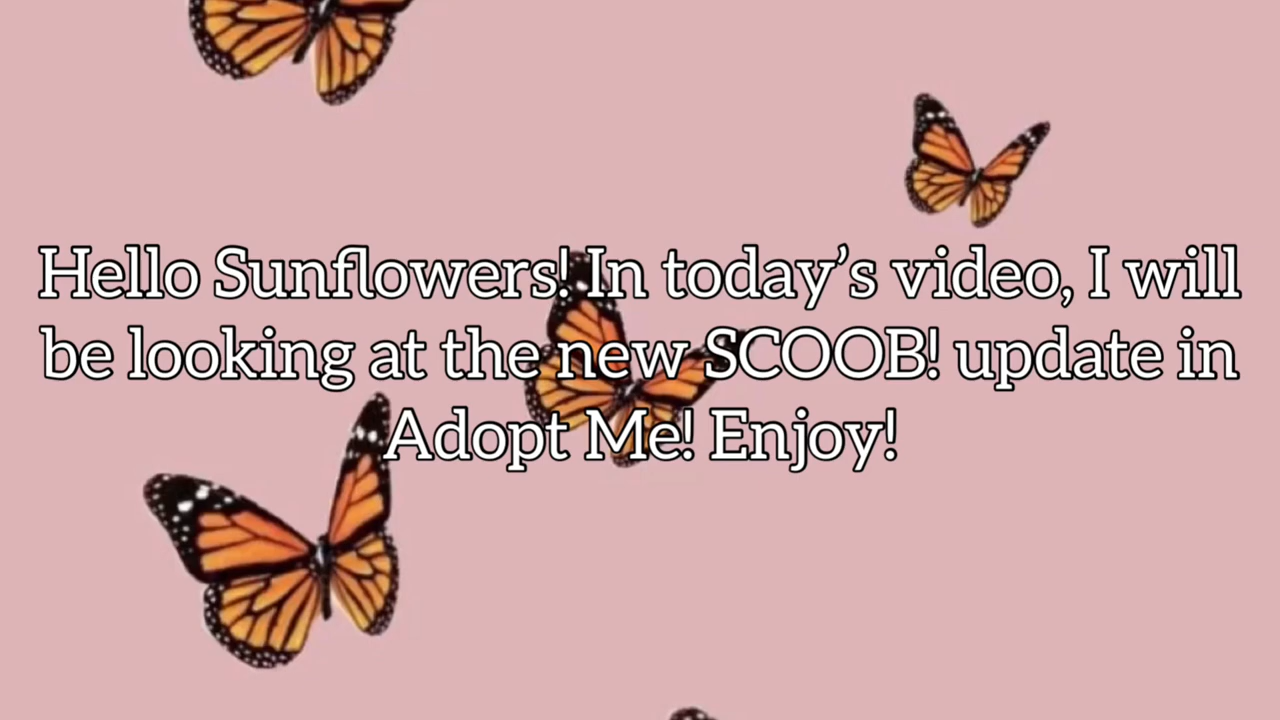 Hello Sunflowers! In today’s video, I will
be looking at the new SCOOB! update in
Adopt Me! Enjoy!